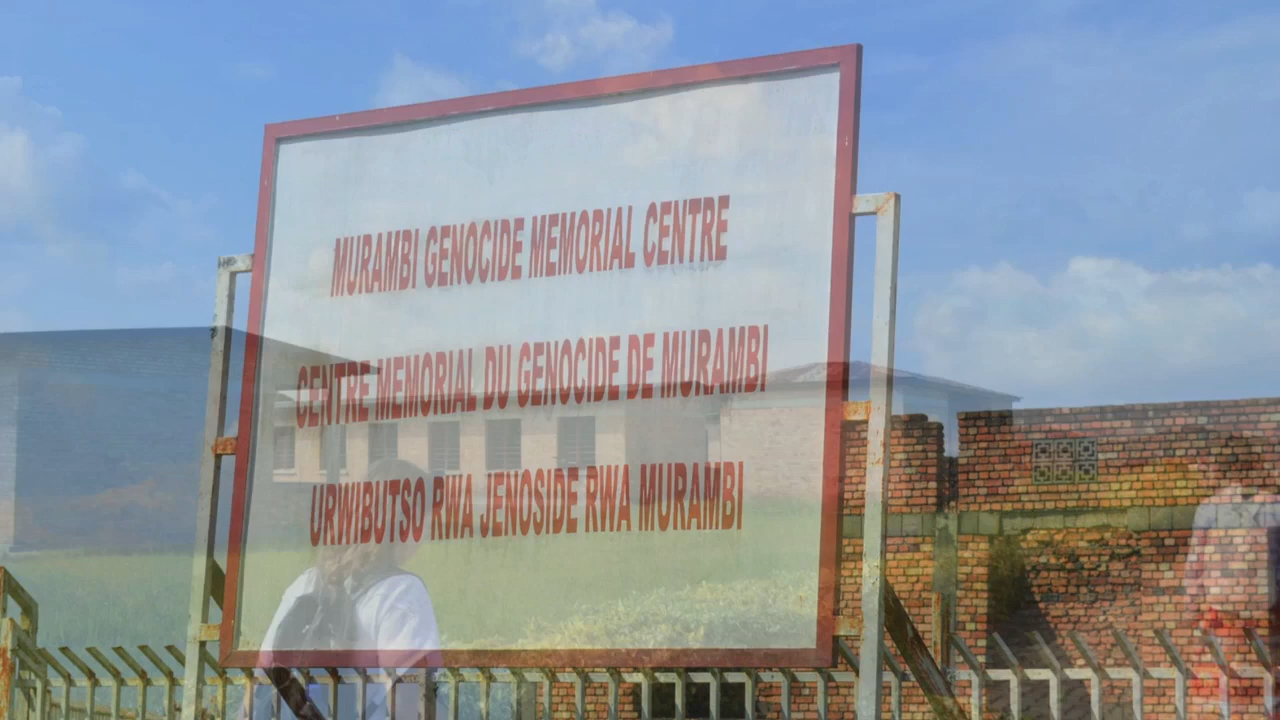 MURAMBI GENOCIDE MEMORIAL CENTRE
CENTRE MEMORIAL DU GENOCIDE DE MURAMBI
URWIBUTSO RWA JENOSIDE RWA MURAMBI